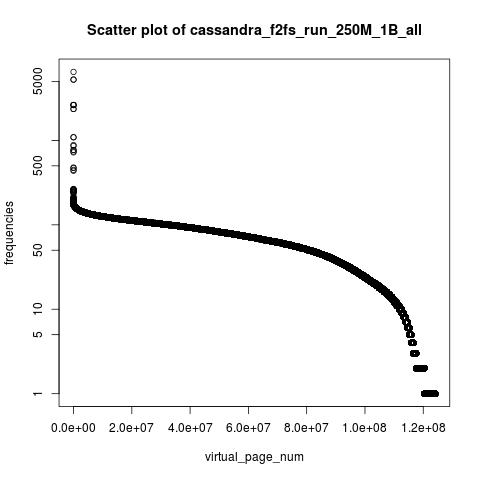 Scatter plot of cassandra_f2fs_run_250M_1B_all
frequencies
5000
500
50
10
5
1
0.0e+00 2.0e+07 4.0e+07 6.0e+07 8.0e+07 1.0e+08 1.2e+08
virtual_page_num